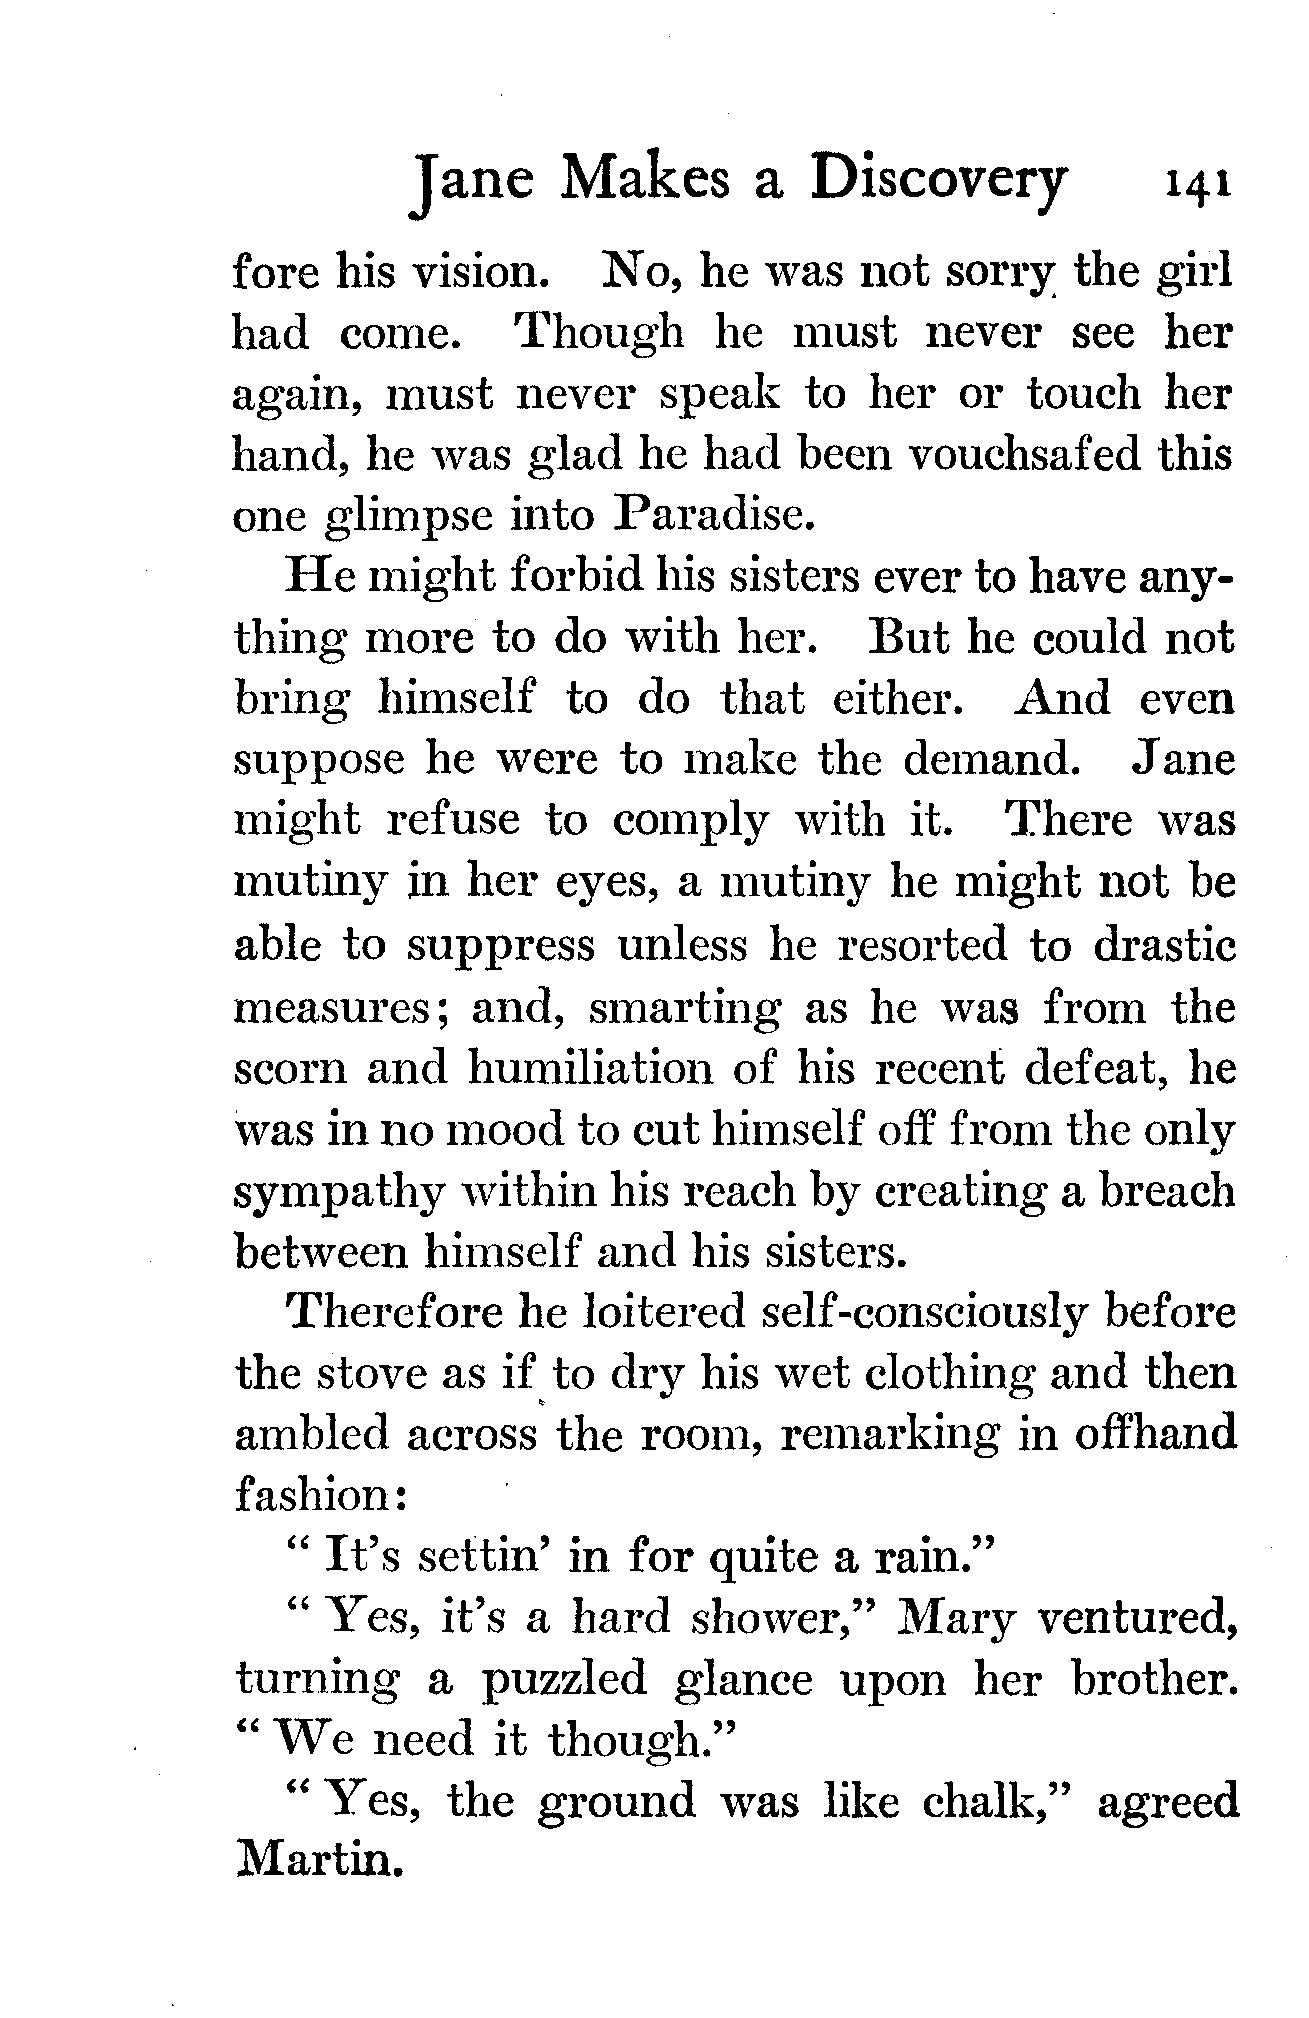 Jane Makes a Discovery 141
fore his vision. No, he was not sorry the girl
had come. Though he must never see her
again, must never speak to her or touch her
hand, he was glad he had been vouchsafed this
one glimpse into Paradise.
He might forbid his sisters ever to have any-
thing more to do with her. But he could not
bring himself to do that either. And even
suppose he were to make the demand. Jane
might refuse to comply with it. There was
mutiny in her eyes, a mutiny he might not be
able to suppress unless he resorted to drastic
measures; and, smarting as he was from the
scorn and humiliation of his recent defeat, he
was in no mood to cut himself off from the only
sympathy within his reach by creating a breach
between himself and his sisters.
Therefore he loitered self-consciously before
the stove as if to dry his wet clothing and then
ambled across the room, remarking in offhand
fashion:
" It's settin' in for quite a rain."
" Yes, it's a hard shower," Mary ventured,
turning a puzzled glance upon her brother.
" We need it though."
" Yes, the ground was like chalk," agreed
Martin.